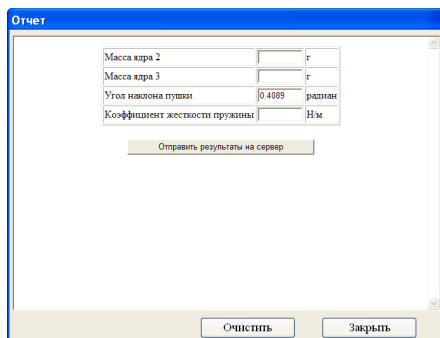 Отчет
Масса ядра 2 г
Масса ядра 3 г
Угол наклона пушки 0.4089 радиан
Коэффициент жесткости пружины Н/м
Отправить результаты на сервер
Очистить Закрыть